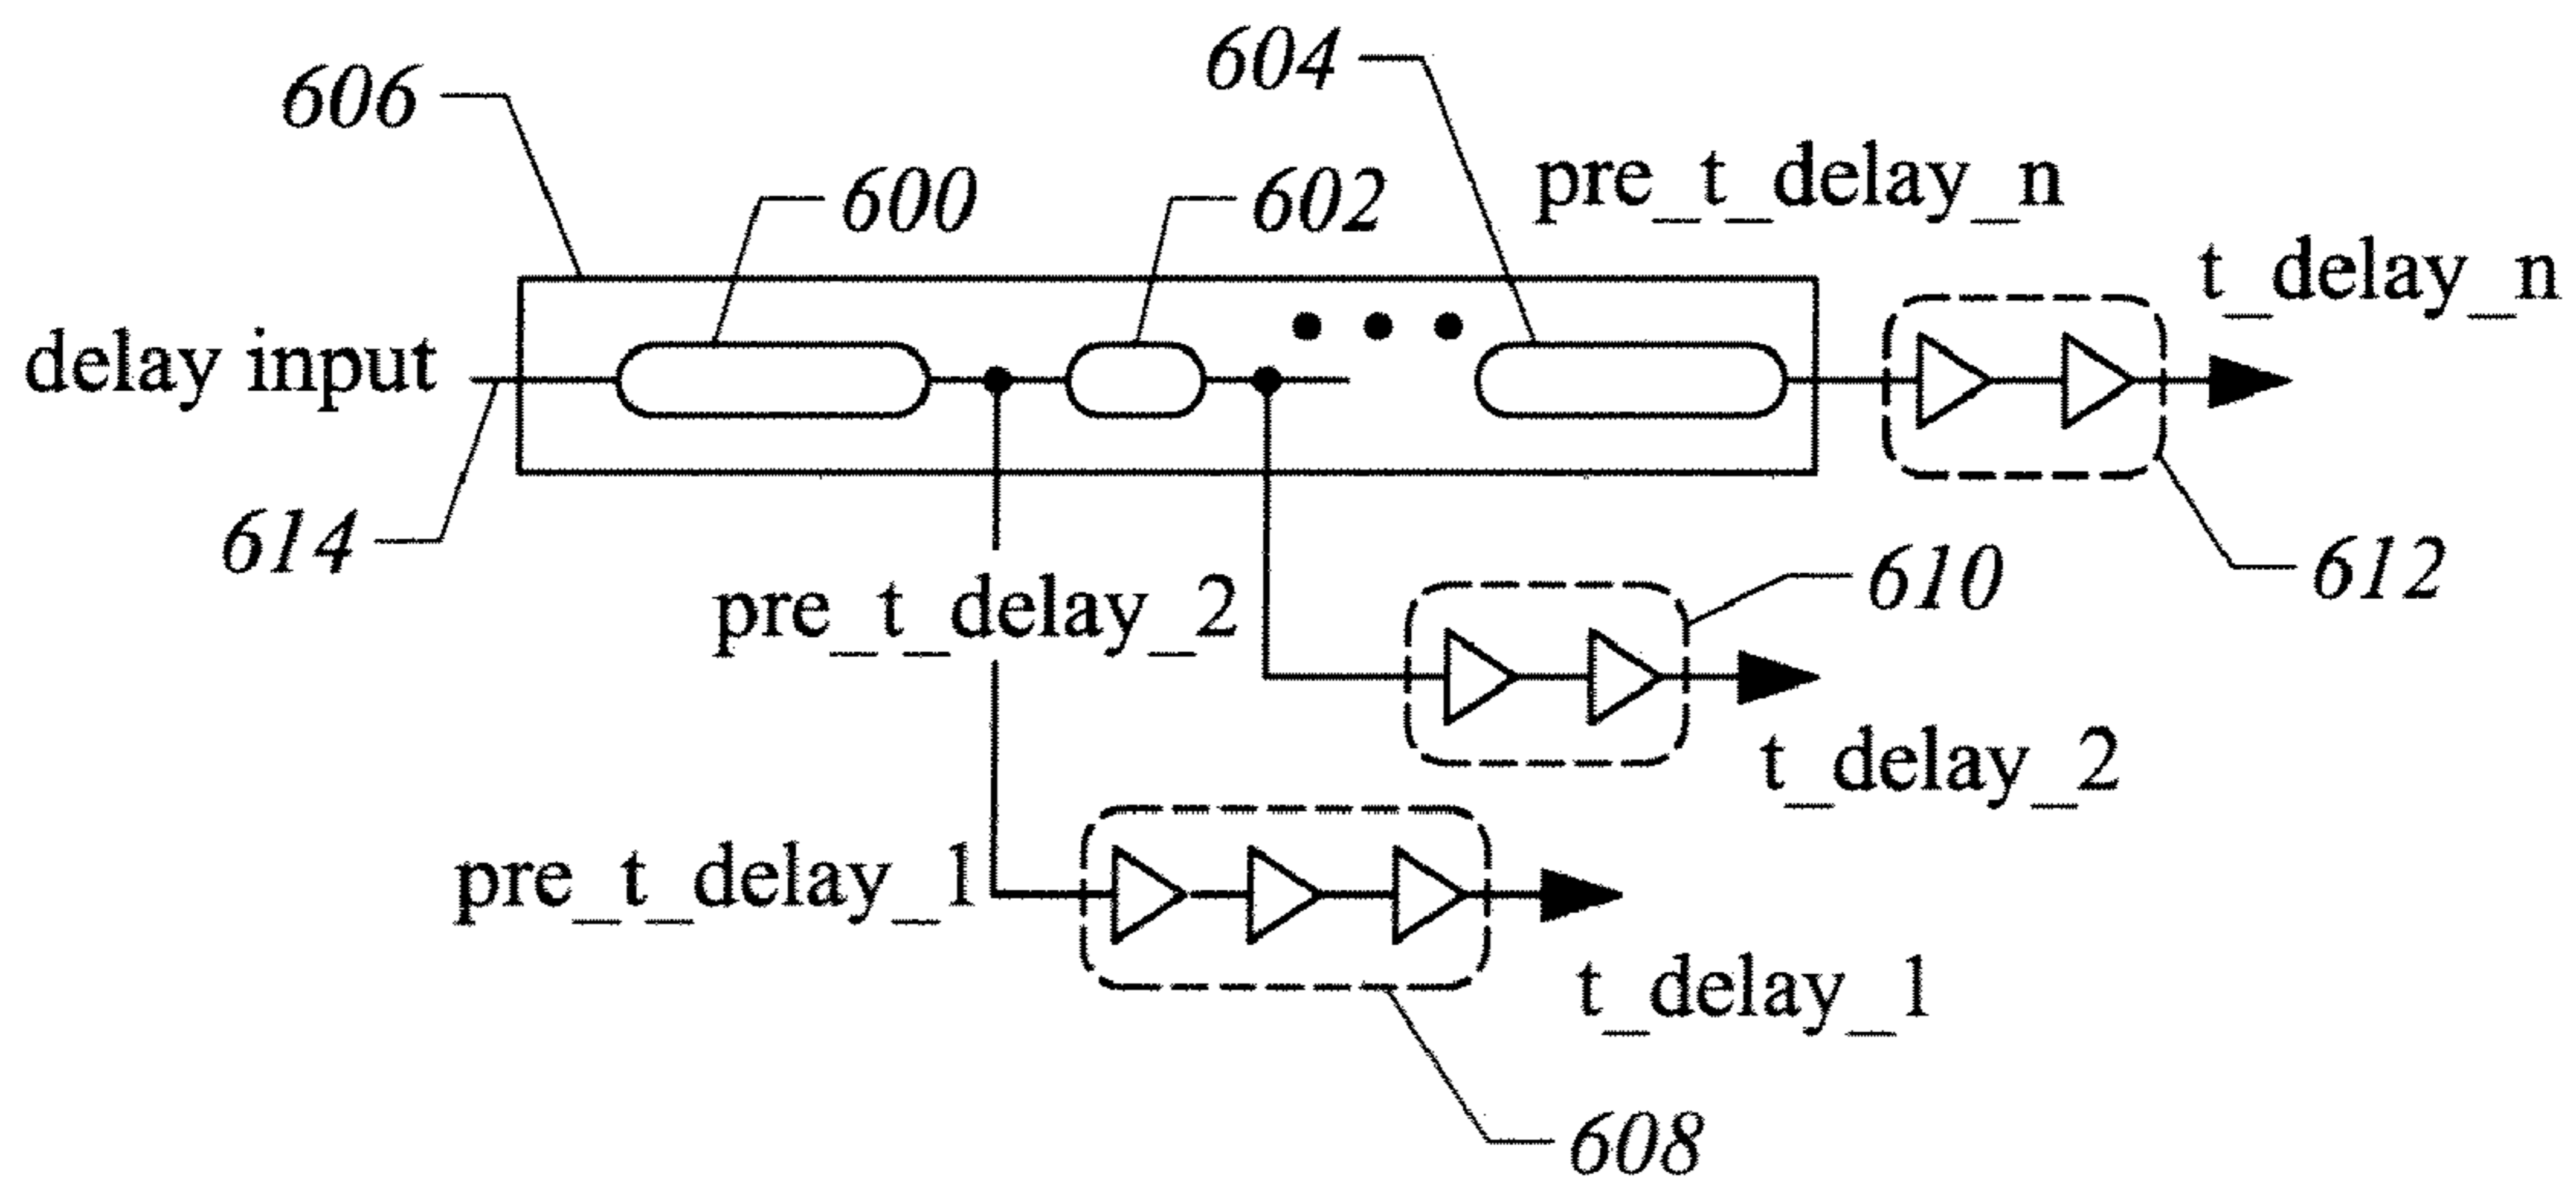 604
606
pre_t_delay_n
600
602
t_delay_n
delay input
614
610
612
pre_t_delay_2
t_delay_2
pre_t_delay_1
t_delay_1
608